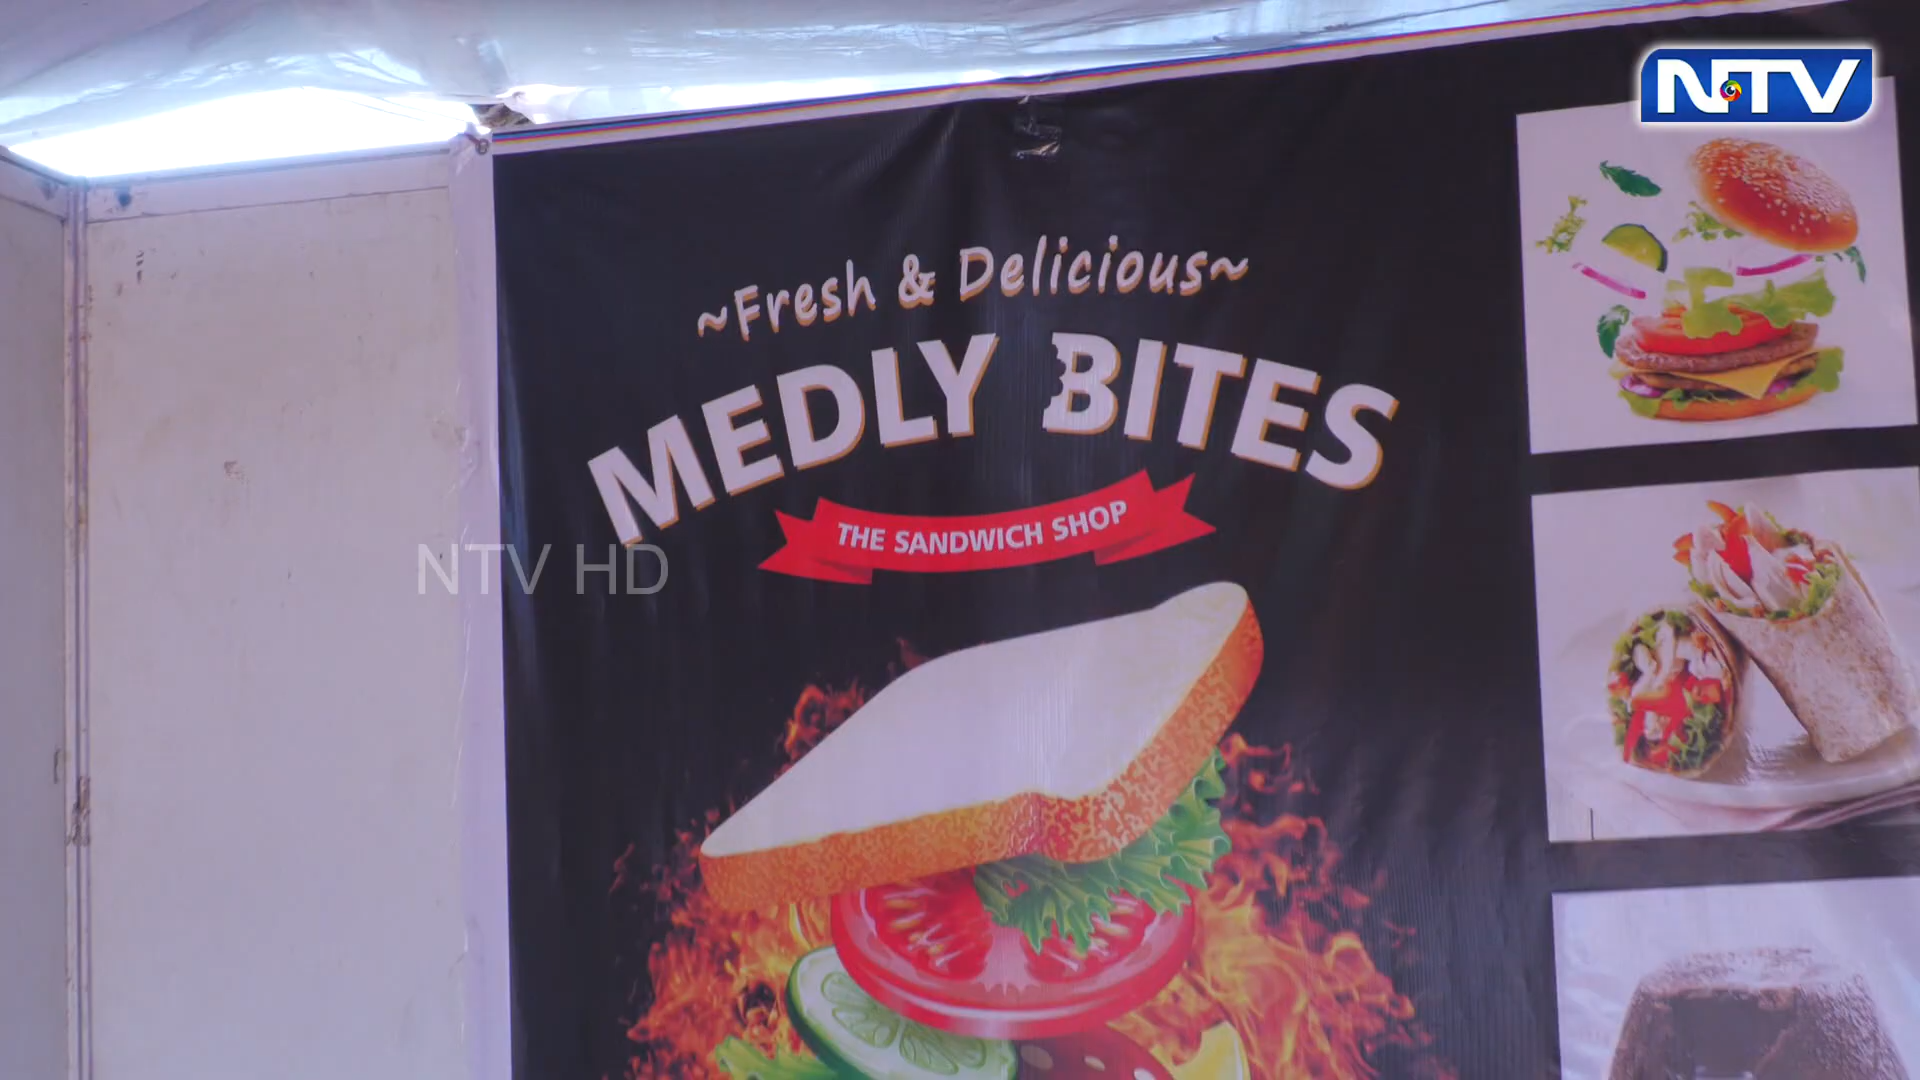 NTV
~Fresh & Delicious~
MEDLY BITES
THE SANDWICH SHOP
NTV HD